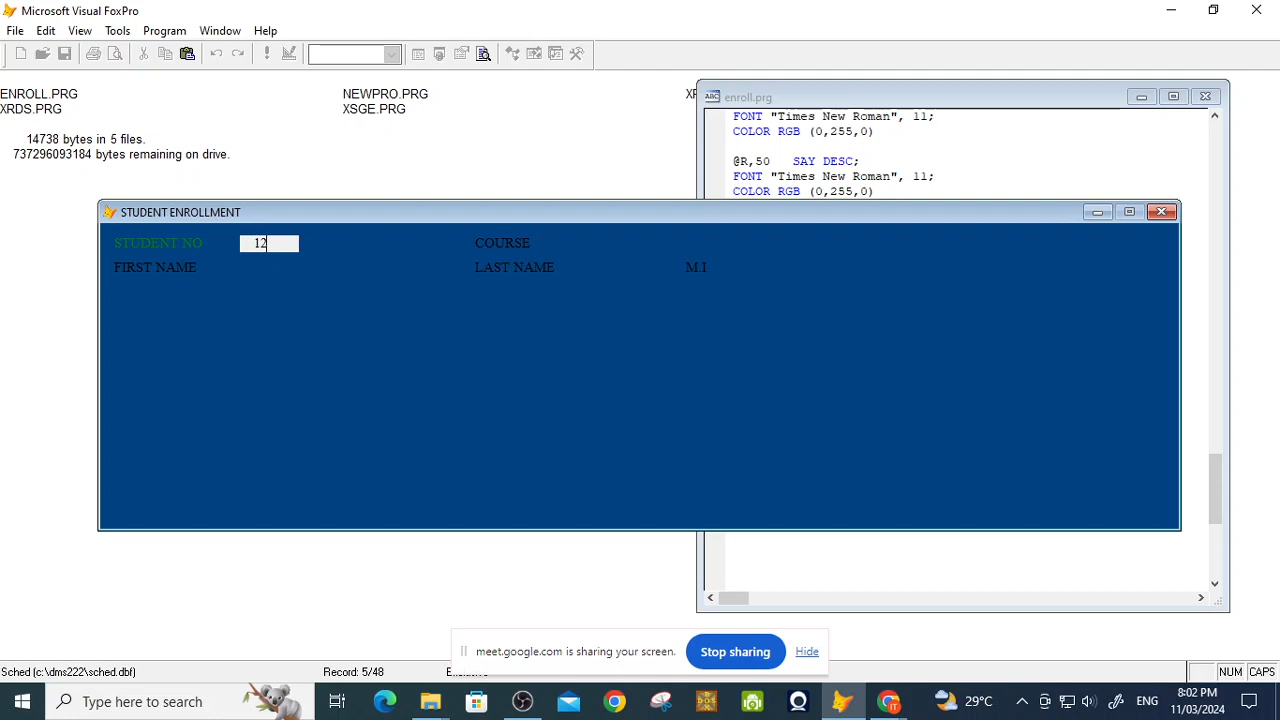 Microsoft Visual FoxPro
File Edit View Tools Program Window Help
ENROLL.PRG NEWPRO.PRG
XRDS.PRG XSGE.PRG
14738 bytes in 5 files.
737296093184 bytes remaining on drive.
enroll.prg
FONT "Times New Roman", 11;
COLOR RGB (0,255,0)
@R,50 SAY DESC;
FONT "Times New Roman", 11;
COLOR RGB (0,255,0)
STUDENT ENROLLMENT
STUDENT NO 12 COURSE
FIRST NAME LAST NAME M.I
meet.google.com is sharing your screen. Stop sharing Hide
Sched (c:\dms222\sched.dbf) Record: 5/48 NUM CAPS
Type here to search 29°C ENG 8:02 PM
11/03/2024